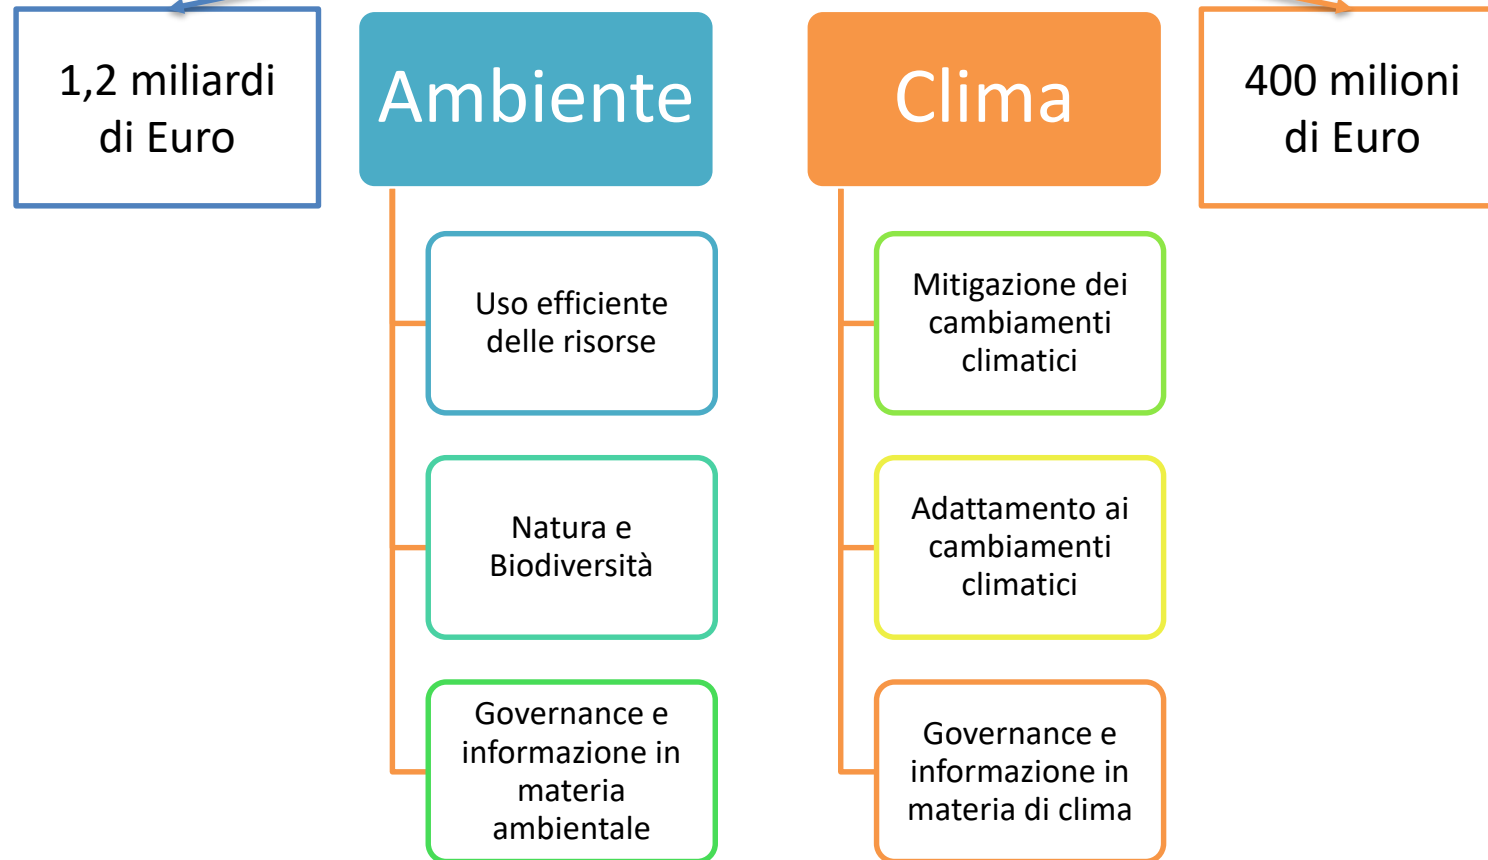 1,2 miliardi
di Euro
Ambiente
Clima
400 milioni
di Euro
Uso efficiente
delle risorse
Natura e
Biodiversità
Governance e
informazione in
materia
ambientale
Mitigazione dei
cambiamenti
climatici
Adattamento ai
cambiamenti
climatici
Governance e
informazione in
materia di clima